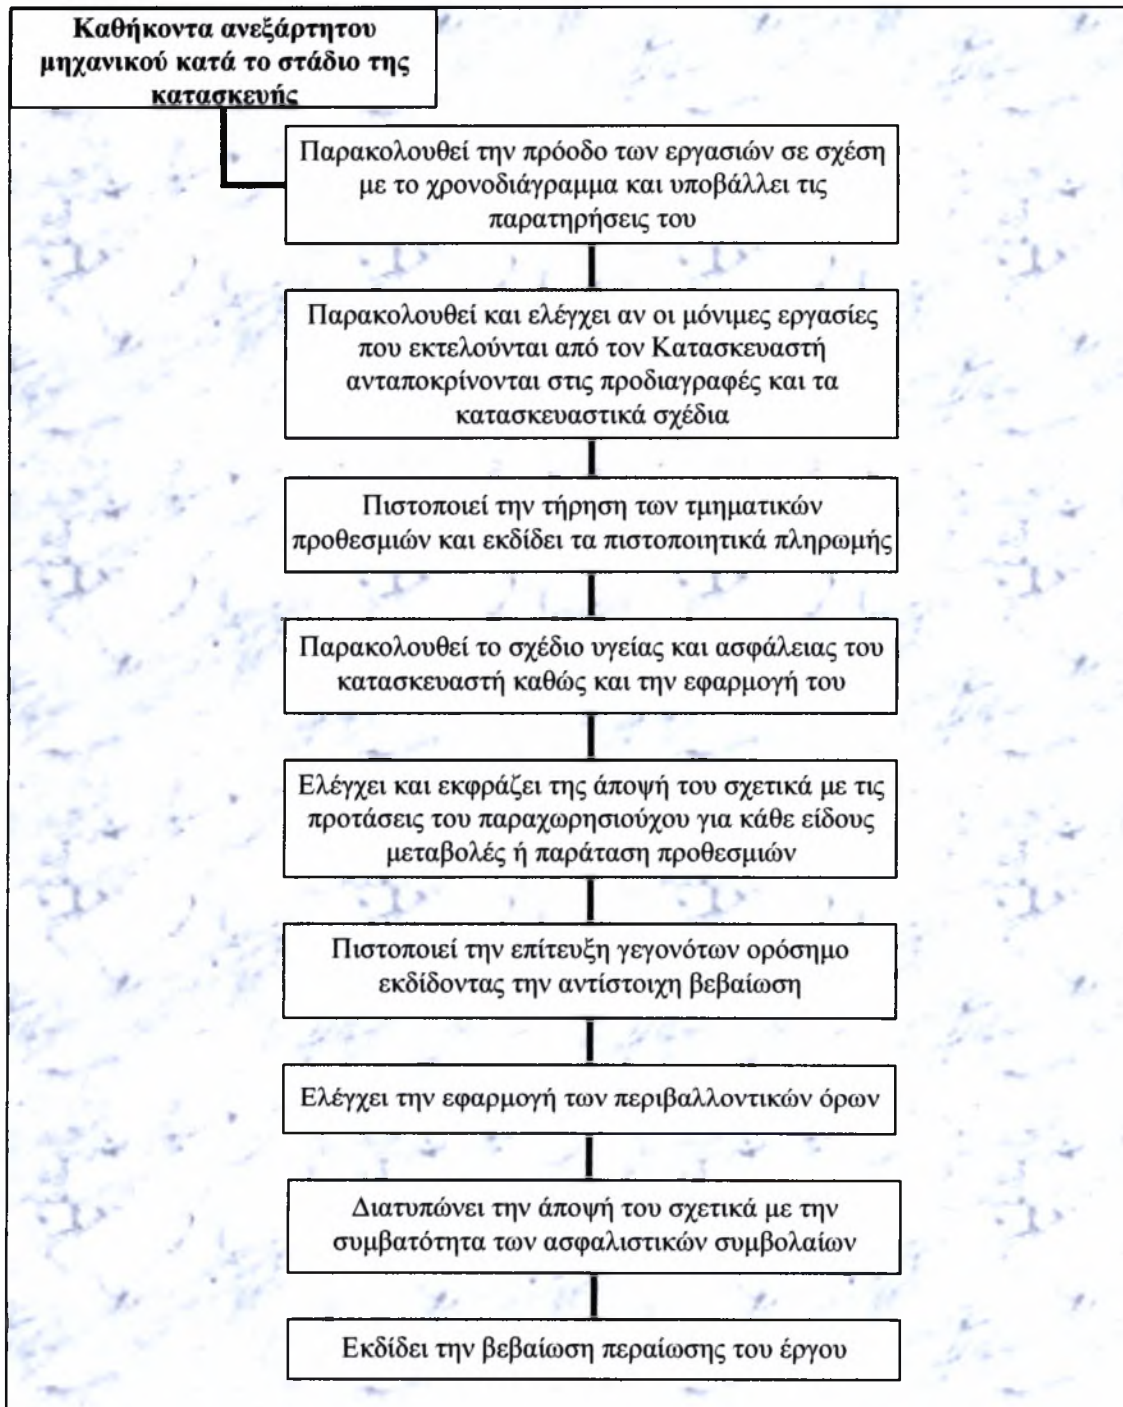 Καθήκοντα ανεξάρτητου
μηχανικού κατά το στάδιο της
κατασκευής
Παρακολουθεί την πρόοδο των εργασιών σε σχέση
με το χρονοδιάγραμμα και υποβάλλει τις
παρατηρήσεις του
Παρακολουθεί και ελέγχει αν οι μόνιμες εργασίες
που εκτελούνται από τον Κατασκευαστή
ανταποκρίνονται στις προδιαγραφές και τα
κατασκευαστικά σχέδια
Πιστοποιεί την τήρηση των τμηματικών
προθεσμιών και εκδίδει τα πιστοποιητικά πληρωμής
Παρακολουθεί το σχέδιο υγείας και ασφάλειας του
κατασκευαστή καθώς και την εφαρμογή του
Ελέγχει και εκφράζει της άποψή του σχετικά με τις
προτάσεις του παραχωρησιούχου για κάθε είδους
μεταβολές ή παράταση προθεσμιών
Πιστοποιεί την επίτευξη γεγονότων ορόσημο
εκδίδοντας την αντίστοιχη βεβαίωση
Ελέγχει την εφαρμογή των περιβαλλοντικών όρων
Διατυπώνει την άποψή του σχετικά με την
συμβατότητα των ασφαλιστικών συμβολαίων
Εκδίδει την βεβαίωση περαίωσης του έργου